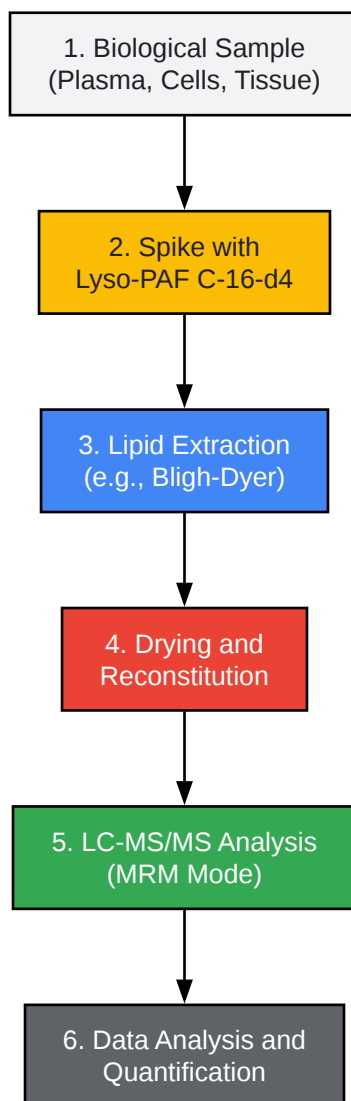 1. Biological Sample
(Plasma, Cells, Tissue)
2. Spike with
Lyso-PAF C-16-d4
3. Lipid Extraction
(e.g., Bligh-Dyer)
4. Drying and
Reconstitution
5. LC-MS/MS Analysis
(MRM Mode)
6. Data Analysis and
Quantification